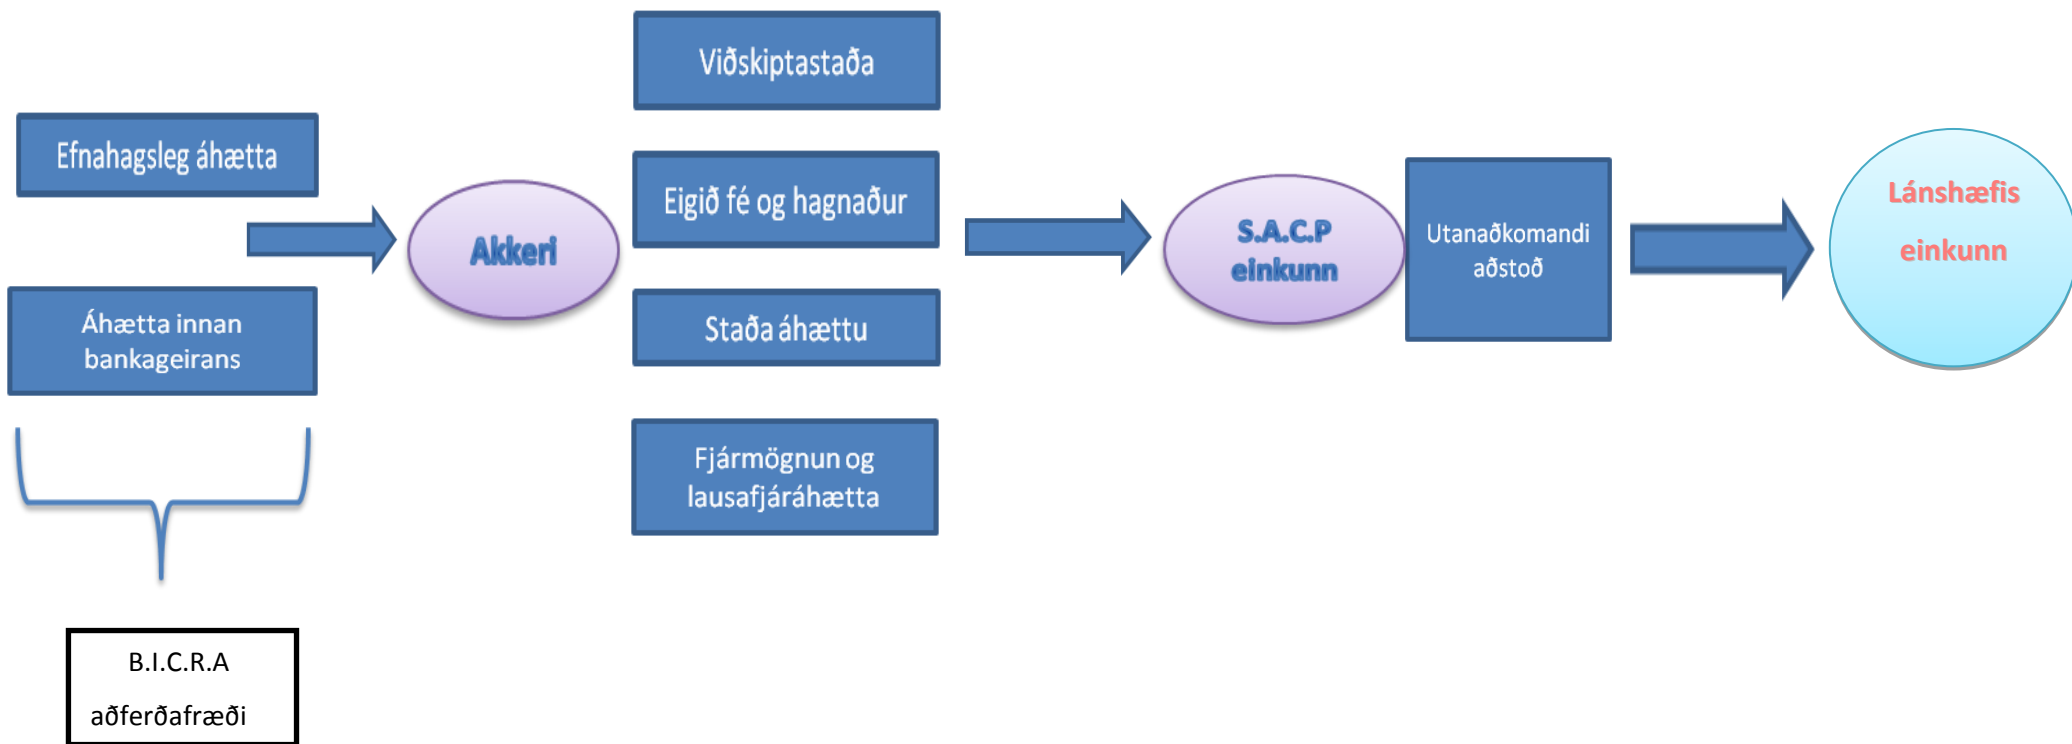 Efnahagsleg áhætta
Áhætta innan
bankageirans
B.I.C.R.A
aðferðafræði
Akkeri
Viðskiptastaða
Eigið fé og hagnaður
Staða áhættu
Fjármögnun og
lausafjáráhætta
S.A.C.P
einkunn
Utanaðkomandi
aðstoð
Lánshæfis
einkunn